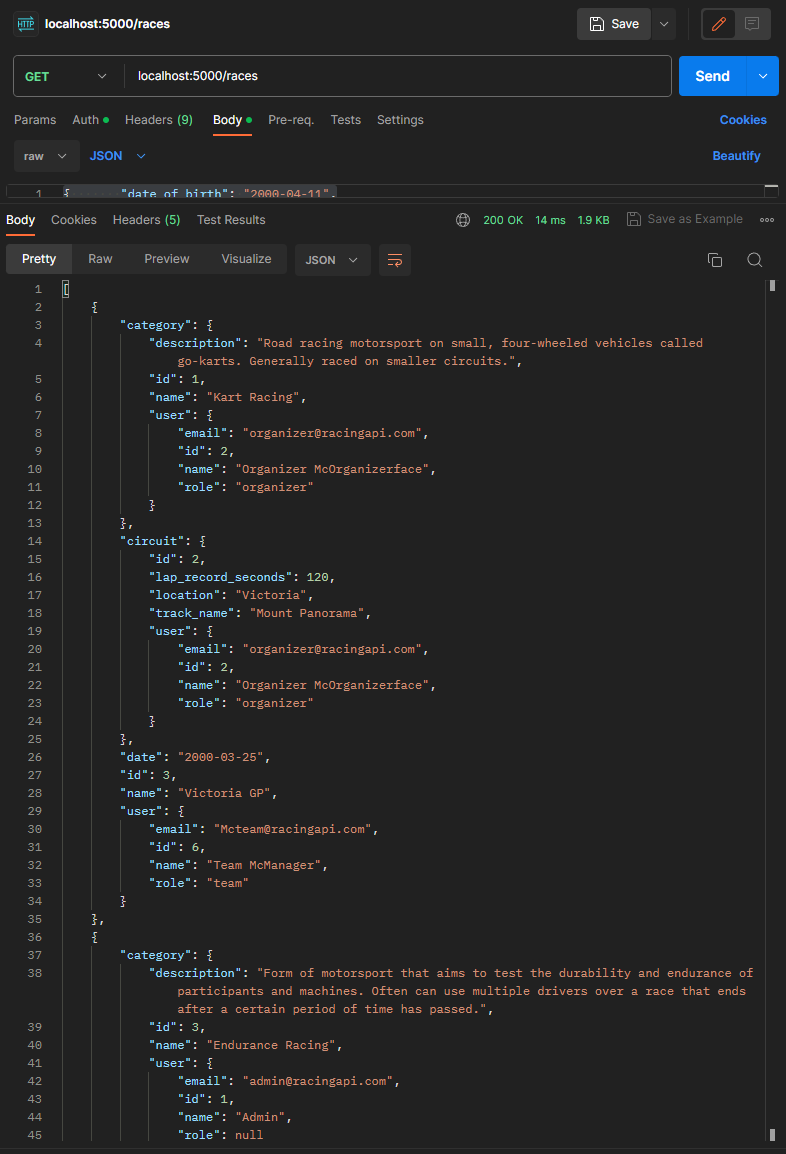 HTTP localhost:5000/races Save
GET localhost:5000/races Send
Params Auth Headers (9) Body Pre-req. Tests Settings Cookies
raw JSON Beautify
1 { "date_of_birth": "2000-04-11",
Body Cookies Headers (5) Test Results 200 OK 14 ms 1.9 KB Save as Example
Pretty Raw Preview Visualize JSON
1 [
2 {
3 "category": {
4 "description": "Road racing motorsport on small, four-wheeled vehicles called
go-karts. Generally raced on smaller circuits.",
5 "id": 1,
6 "name": "Kart Racing",
7 "user": {
8 "email": "organizer@racingapi.com",
9 "id": 2,
10 "name": "Organizer McOrganizerface",
11 "role": "organizer"
12 }
13 },
14 "circuit": {
15 "id": 2,
16 "lap_record_seconds": 120,
17 "location": "Victoria",
18 "track_name": "Mount Panorama",
19 "user": {
20 "email": "organizer@racingapi.com",
21 "id": 2,
22 "name": "Organizer McOrganizerface",
23 "role": "organizer"
24 }
25 },
26 "date": "2000-03-25",
27 "id": 3,
28 "name": "Victoria GP",
29 "user": {
30 "email": "Mcteam@racingapi.com",
31 "id": 6,
32 "name": "Team McManager",
33 "role": "team"
34 }
35 },
36 {
37 "category": {
38 "description": "Form of motorsport that aims to test the durability and endurance of
participants and machines. Often can use multiple drivers over a race that ends
after a certain period of time has passed.",
39 "id": 3,
40 "name": "Endurance Racing",
41 "user": {
42 "email": "admin@racingapi.com",
43 "id": 1,
44 "name": "Admin",
45 "role": null